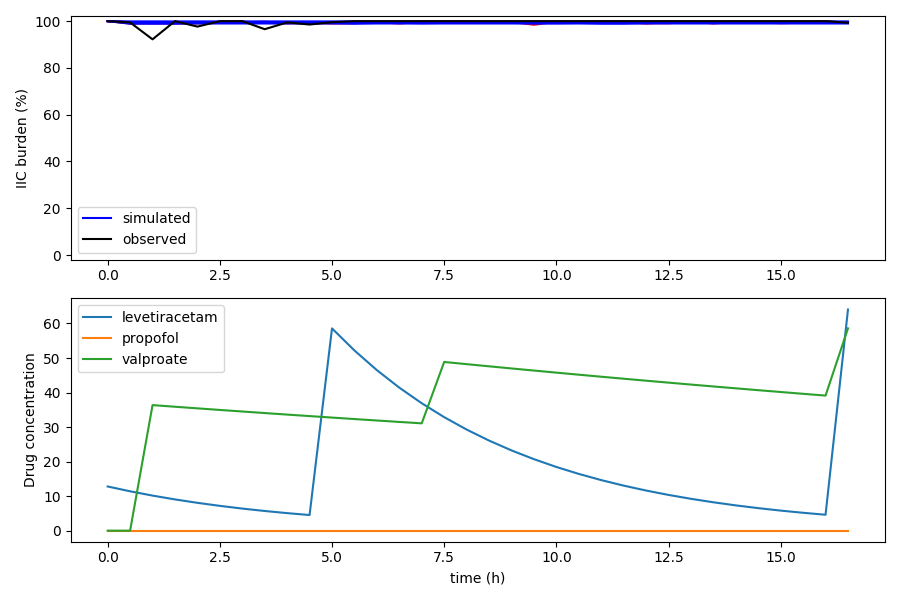 IIC burden (%)
100
80
60
40
20
0
simulated
observed
0.0 2.5 5.0 7.5 10.0 12.5 15.0
Drug concentration
60
50
40
30
20
10
0
levetiracetam
propofol
valproate
0.0 2.5 5.0 7.5 10.0 12.5 15.0
time (h)